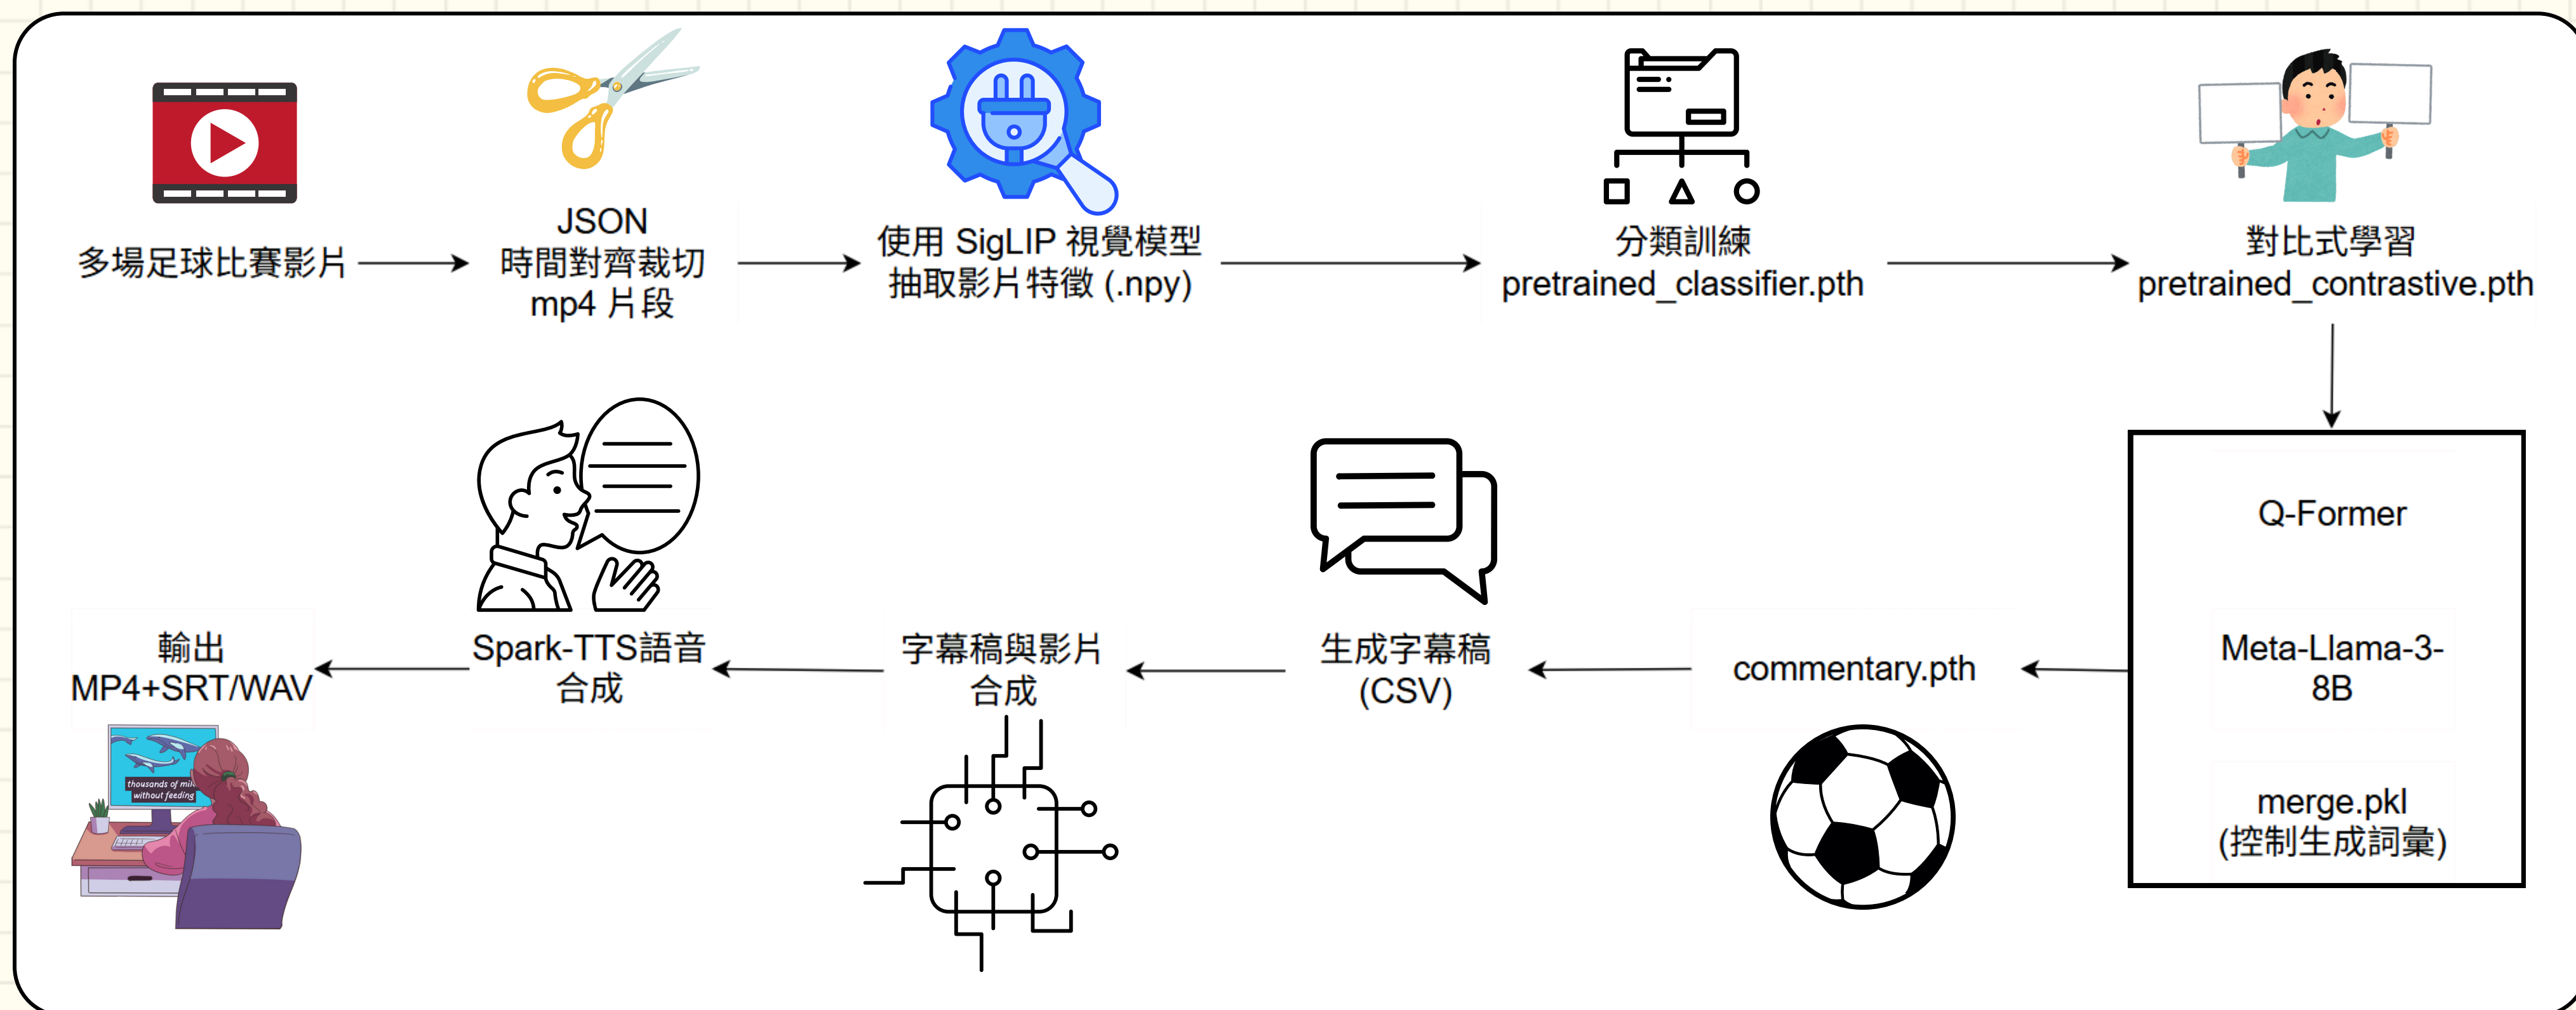 多場足球比賽影片
JSON
時間對齊裁切
mp4 片段
使用 SigLIP 視覺模型
抽取影片特徵 (.npy)
分類訓練
pretrained_classifier.pth
對比式學習
pretrained_contrastive.pth
Q-Former
Meta-Llama-3-
8B
merge.pkl
(控制生成詞彙)
commentary.pth
生成字幕稿
(CSV)
字幕稿與影片
合成
Spark-TTS語音
合成
輸出
MP4+SRT/WAV
thousands of
without feeding